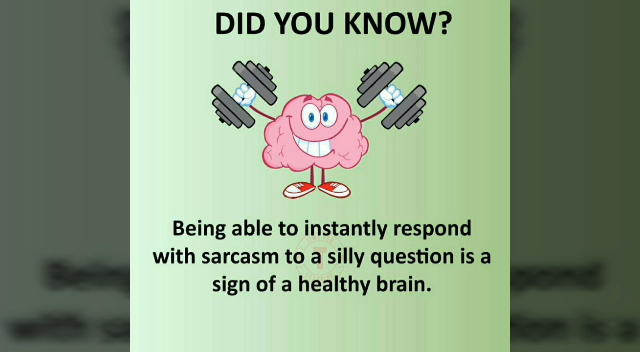 DID YOU KNOW?
Being able to instantly respond
with sarcasm to a silly question is a
sign of a healthy brain.